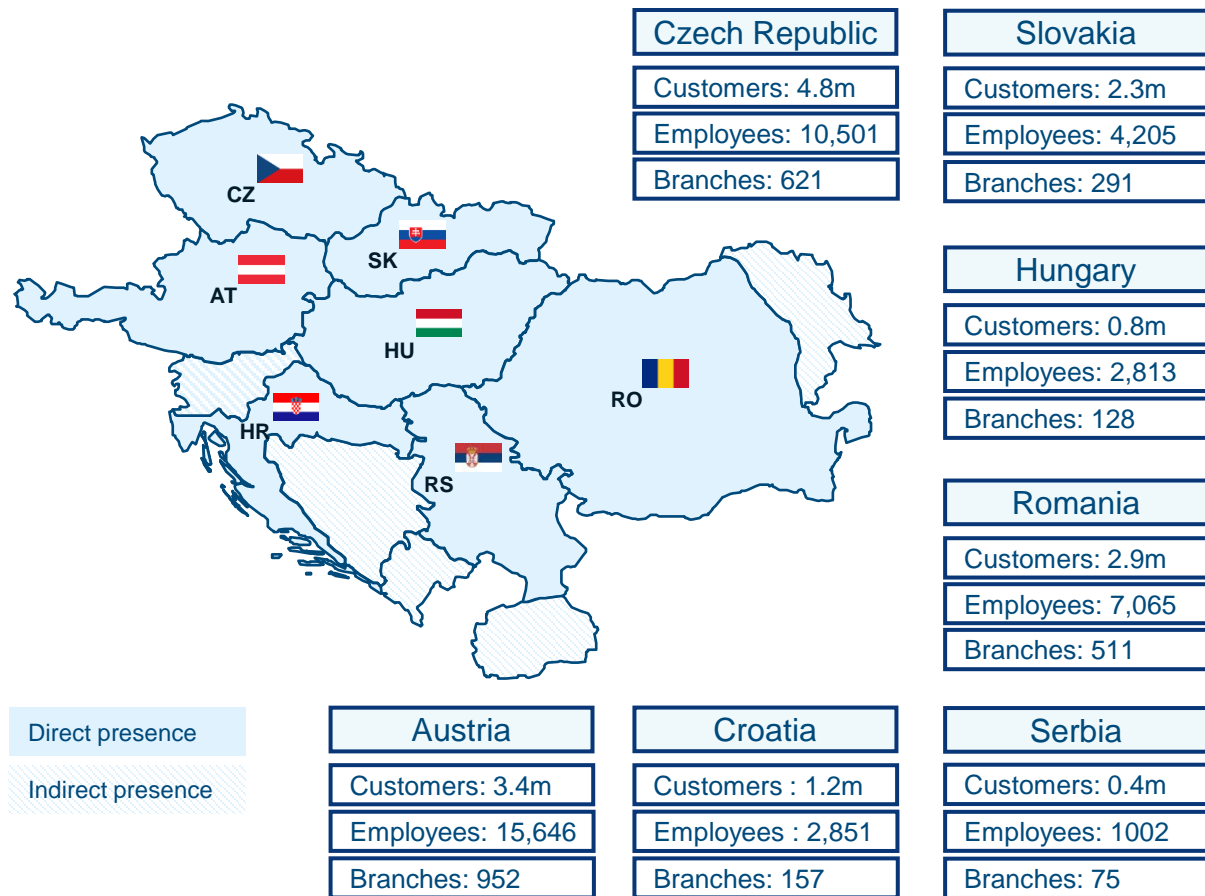 Czech Republic
Customers: 4.8m
Employees: 10,501
Branches: 621
Slovakia
Customers: 2.3m
Employees: 4,205
Branches: 291
CZ
SK
AT
HU
RO
HR
RS
Hungary
Customers: 0.8m
Employees: 2,813
Branches: 128
Romania
Customers: 2.9m
Employees: 7,065
Branches: 511
Direct presence
Indirect presence
Austria
Customers: 3.4m
Employees: 15,646
Branches: 952
Croatia
Customers : 1.2m
Employees : 2,851
Branches: 157
Serbia
Customers: 0.4m
Employees: 1002
Branches: 75